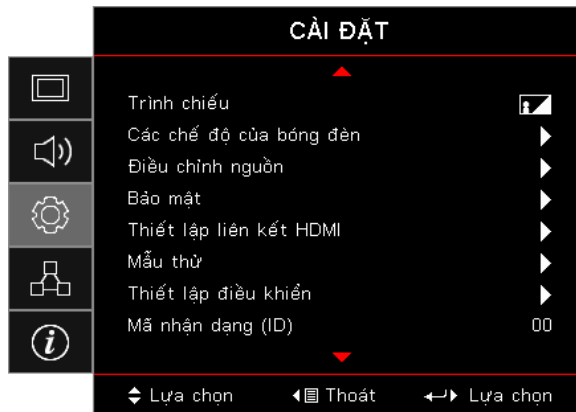 CÀI ĐẶT
Trình chiếu
Các chế độ của bóng đèn
Điều chỉnh nguồn
Bảo mật
Thiết lập liên kết HDMI
Mẫu thử
Thiết lập điều khiển
Mã nhận dạng (ID) 00
Lựa chọn Thoát Lựa chọn